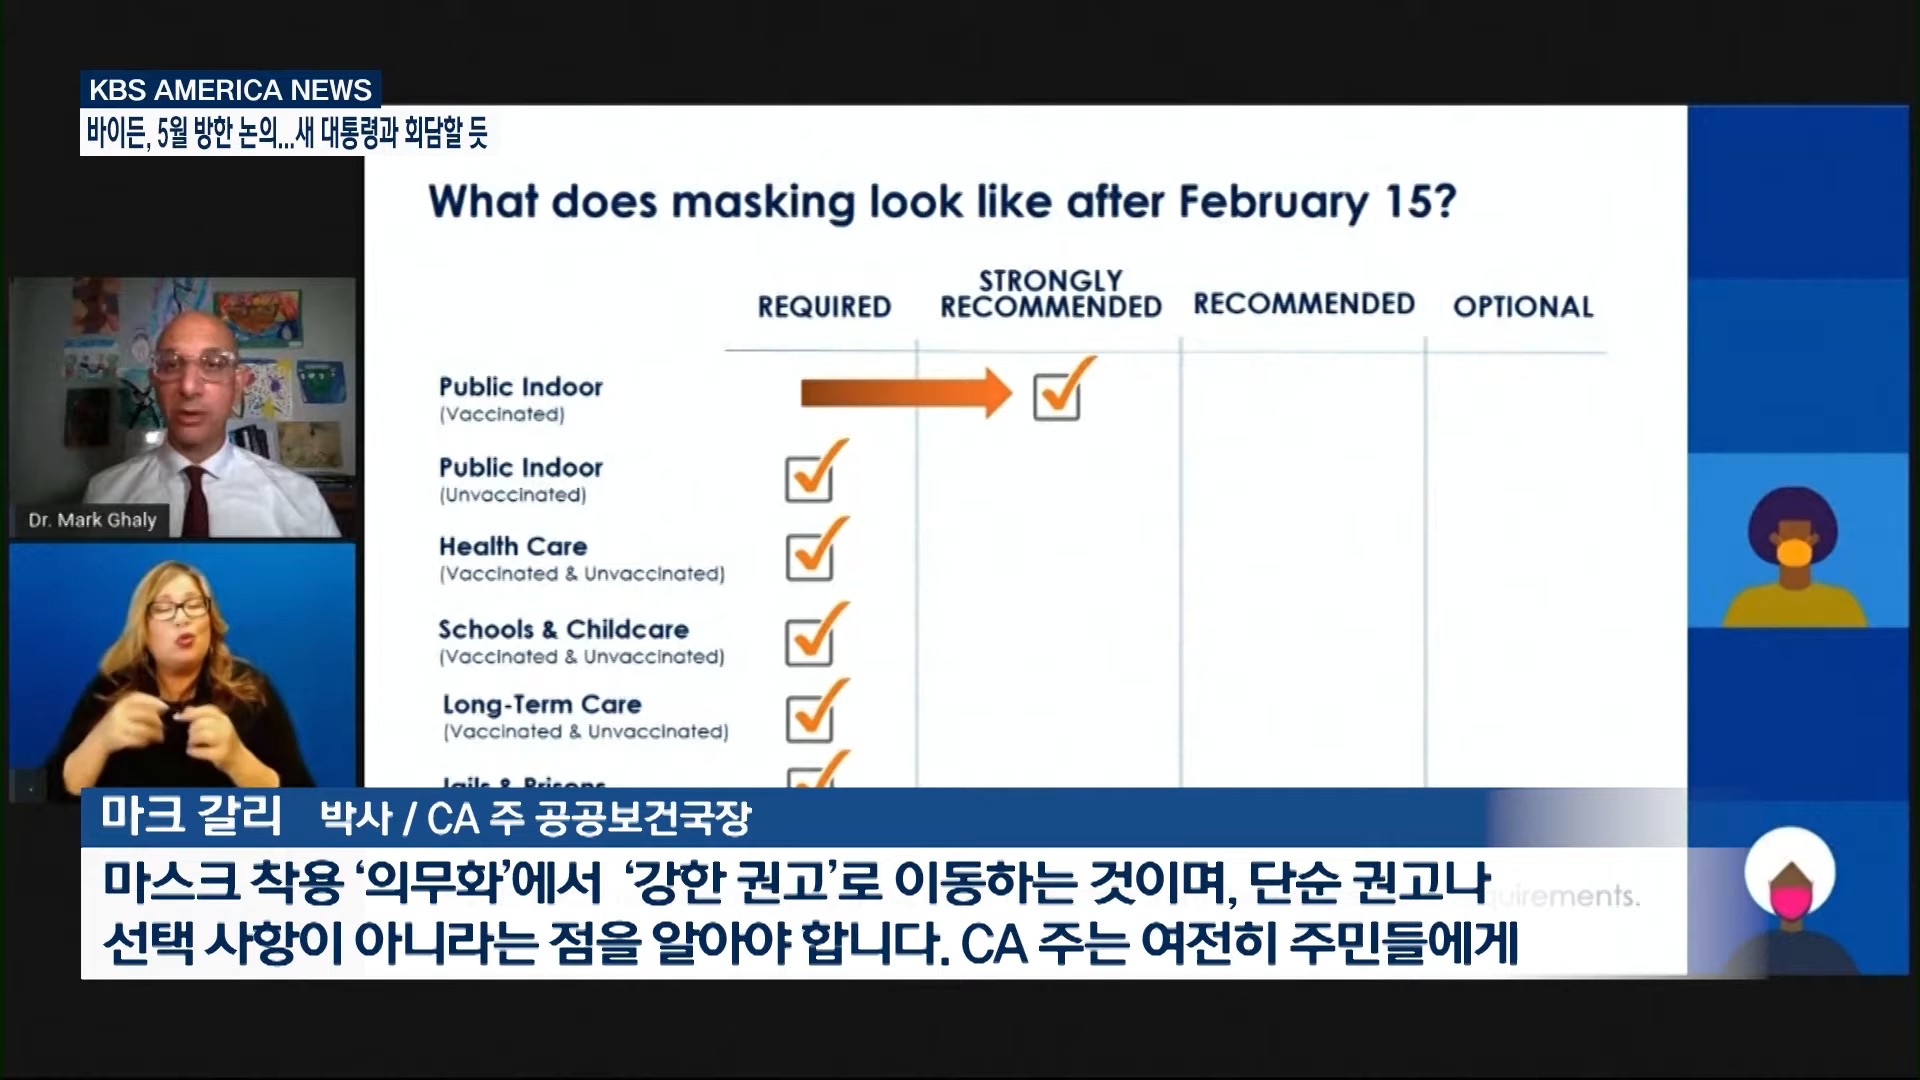 KBS AMERICA NEWS
바이든, 5월 방한 논의...새 대통령과 회담할 듯
What does masking look like after February 15?
REQUIRED
STRONGLY
RECOMMENDED
RECOMMENDED
OPTIONAL
Public Indoor
(Vaccinated)
Public Indoor
(Unvaccinated)
Health Care
(Vaccinated & Unvaccinated)
Schools & Childcare
(Vaccinated & Unvaccinated)
Long-Term Care
(Vaccinated & Unvaccinated)
Jails & Prisons
Dr. Mark Ghaly
마크 갈리 박사 / CA 주 공공보건국장
마스크 착용 ‘의무화’에서 ‘강한 권고’로 이동하는 것이며, 단순 권고나
선택 사항이 아니라는 점을 알아야 합니다. CA 주는 여전히 주민들에게